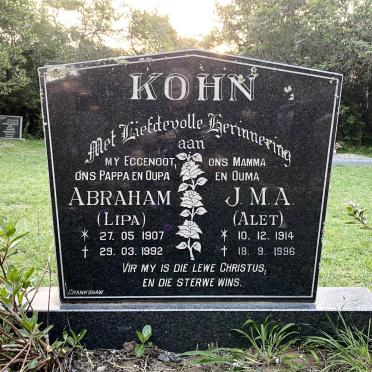 KOHN
Met Liefdevolle Herinnering
aan
MY EGGENOOT ONS MAMMA
ONS PAPPA EN OUPA EN OUMA
ABRAHAM J.M.A.
(LIPA) (ALET)
* 27. 05 1907 * 10. 12. 1914
† 29. 03 1992 † 18. 9 1996
VIR MY IS DIE LEWE CHRISTUS,
EN DIE STERWE WINS.
CRANKSHAW